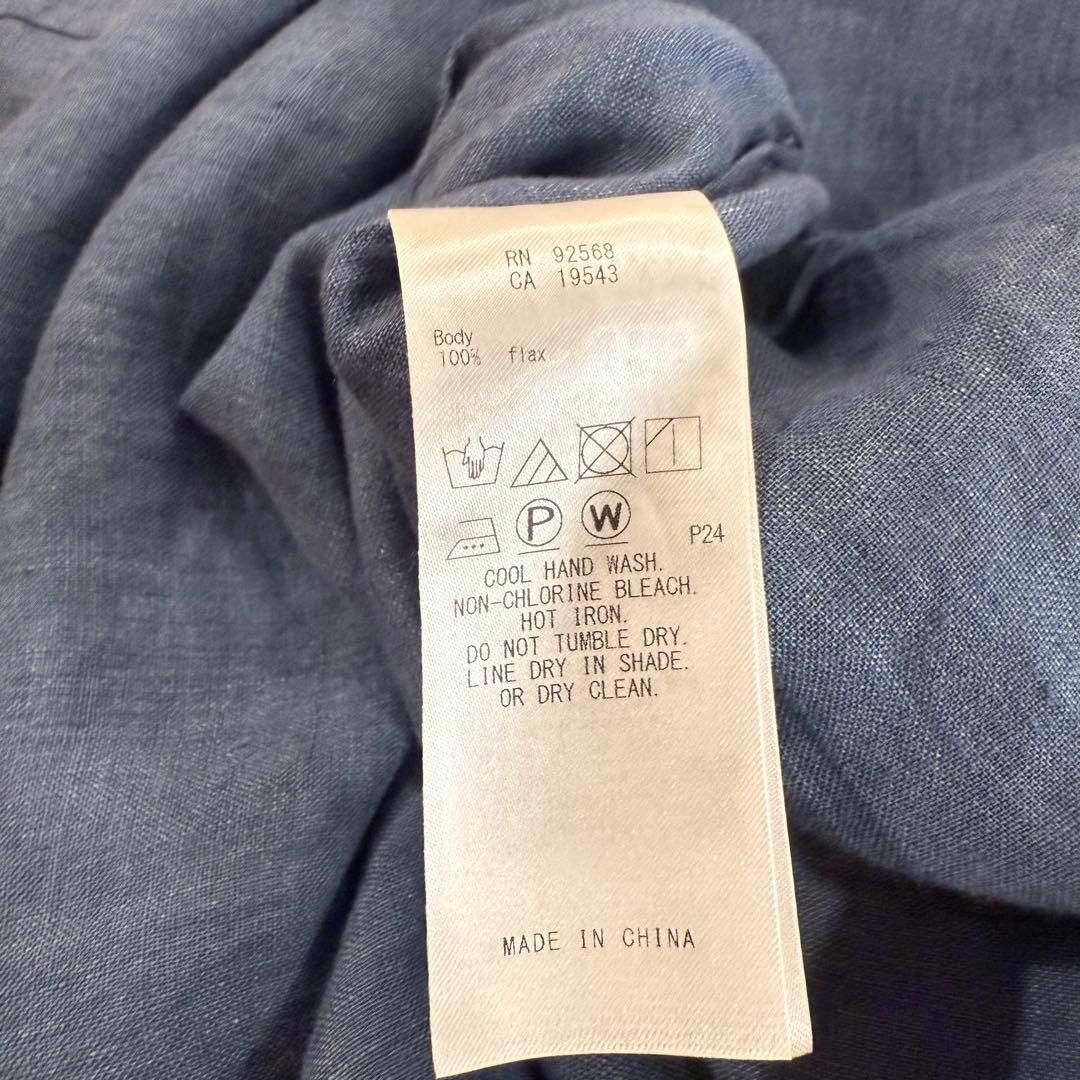 RN 92568
CA 19543
Body
100% flax
P W P24
COOL HAND WASH.
NON-CHLORINE BLEACH.
HOT IRON.
DO NOT TUMBLE DRY.
LINE DRY IN SHADE.
OR DRY CLEAN.
MADE IN CHINA